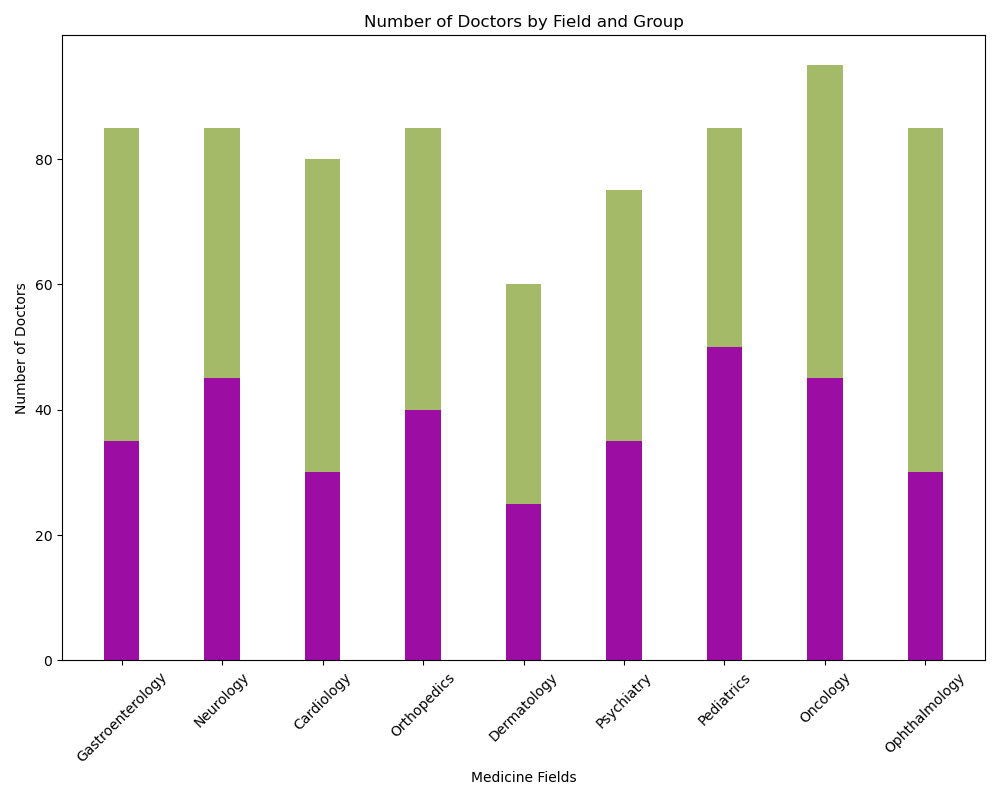 Number of Doctors by Field and Group
Number of Doctors
80
60
40
20
0
Gastroenterology
Neurology
Cardiology
Orthopedics
Dermatology
Psychiatry
Pediatrics
Oncology
Ophthalmology
Medicine Fields